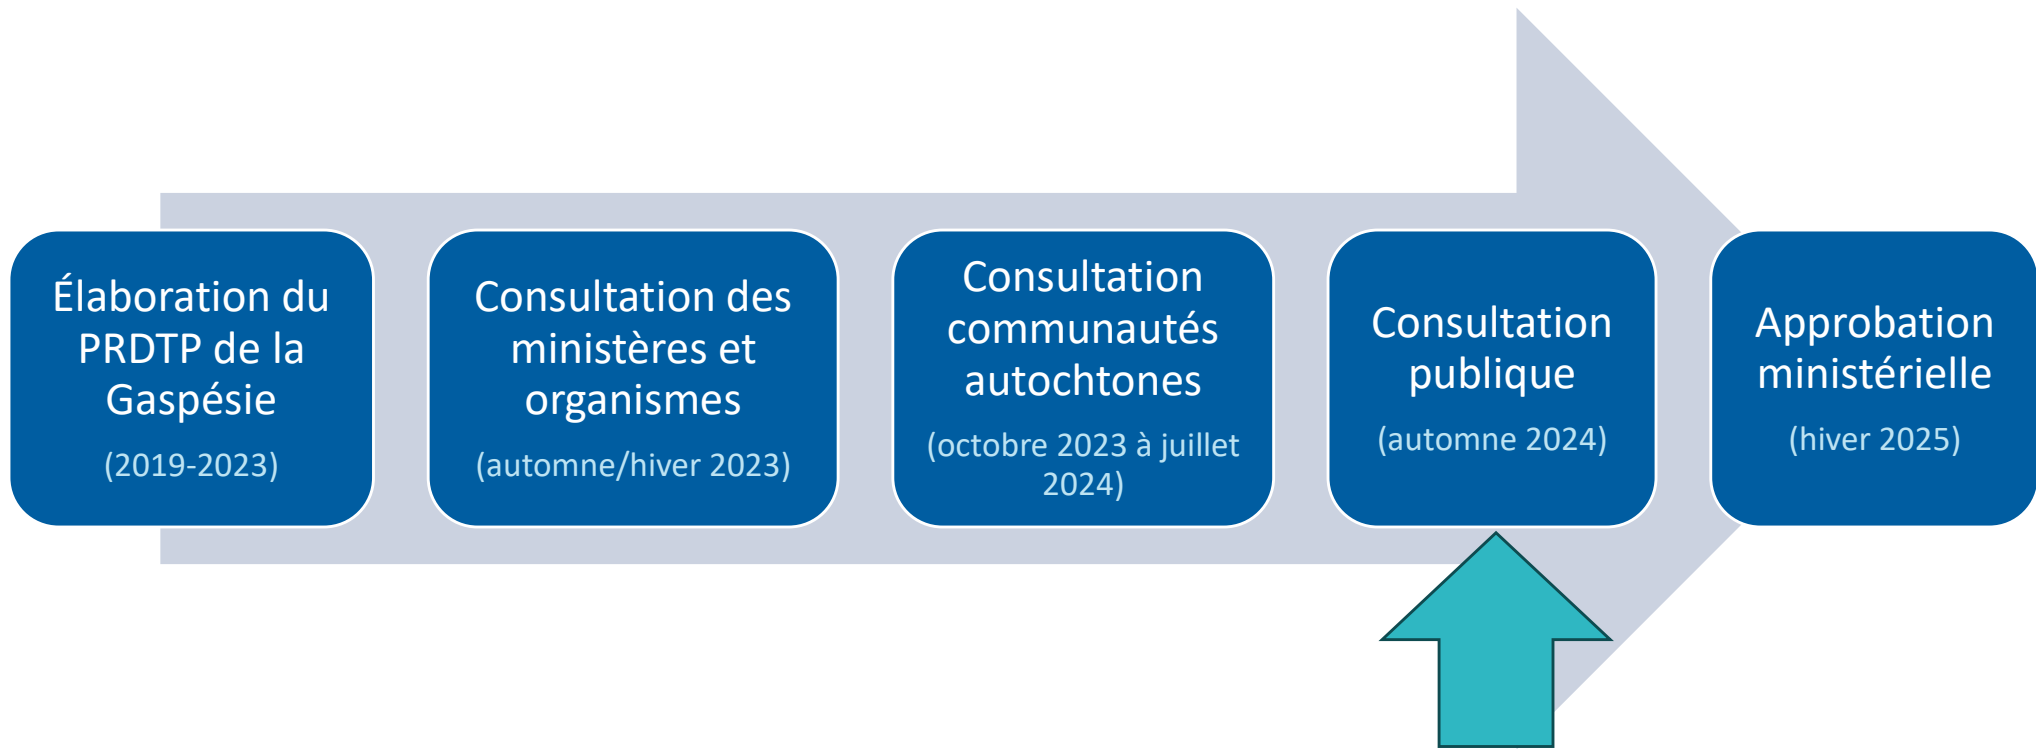 Élaboration du
PRDTP de la
Gaspésie
(2019-2023)
Consultation des
ministères et
organismes
(automne/hiver 2023)
Consultation
communautés
autochtones
(octobre 2023 à juillet
2024)
Consultation
publique
(automne 2024)
Approbation
ministérielle
(hiver 2025)